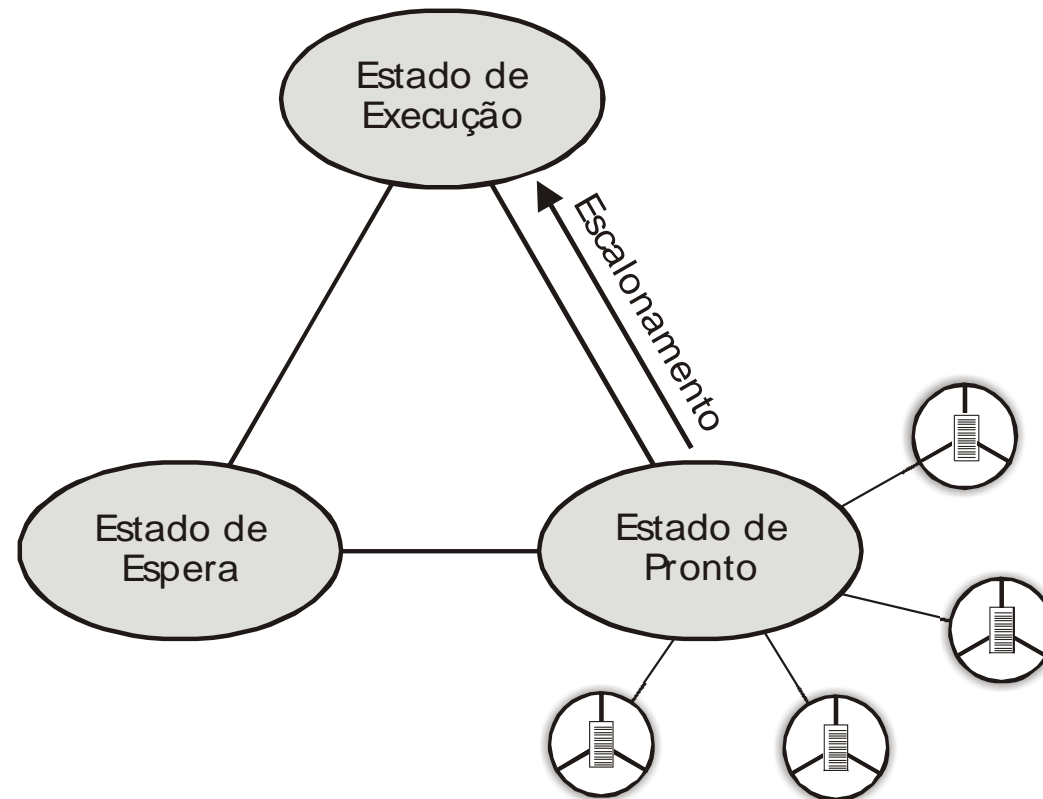 Estado de
Execução
Escalonamento
Estado de
Espera
Estado de
Pronto